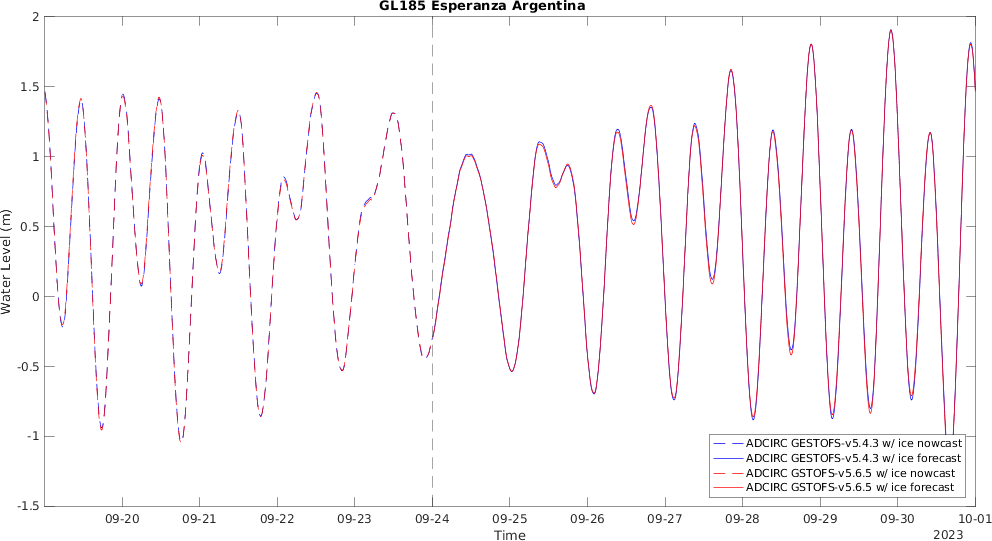 GL185 Esperanza Argentina
2
1.5
1
0.5
0
-0.5
-1
-1.5
Water Level (m)
ADCIRC GESTOFS-v5.4.3 w/ ice nowcast
ADCIRC GESTOFS-v5.4.3 w/ ice forecast
ADCIRC GSTOFS-v5.6.5 w/ ice nowcast
ADCIRC GSTOFS-v5.6.5 w/ ice forecast
09-20 09-21 09-22 09-23 09-24 09-25 09-26 09-27 09-28 09-29 09-30 10-01
Time
2023